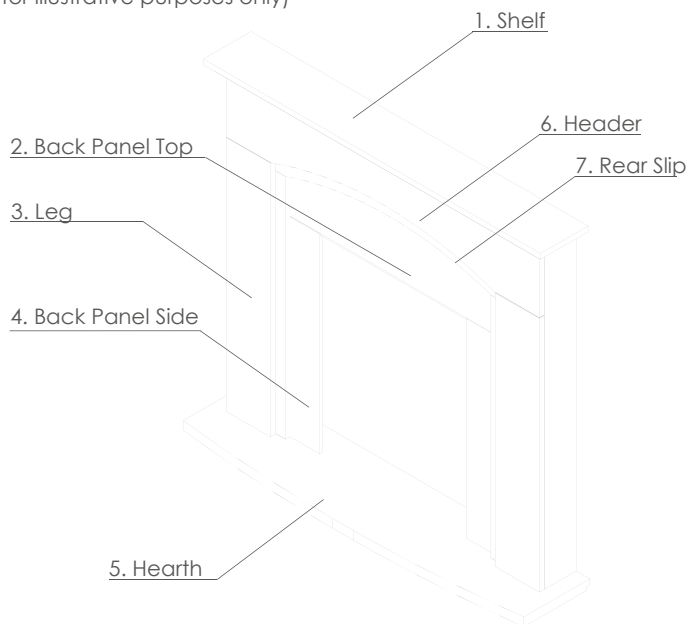 for illustrative purposes only)
1. Shelf
6. Header
2. Back Panel Top
7. Rear Slip
3. Leg
4. Back Panel Side
5. Hearth